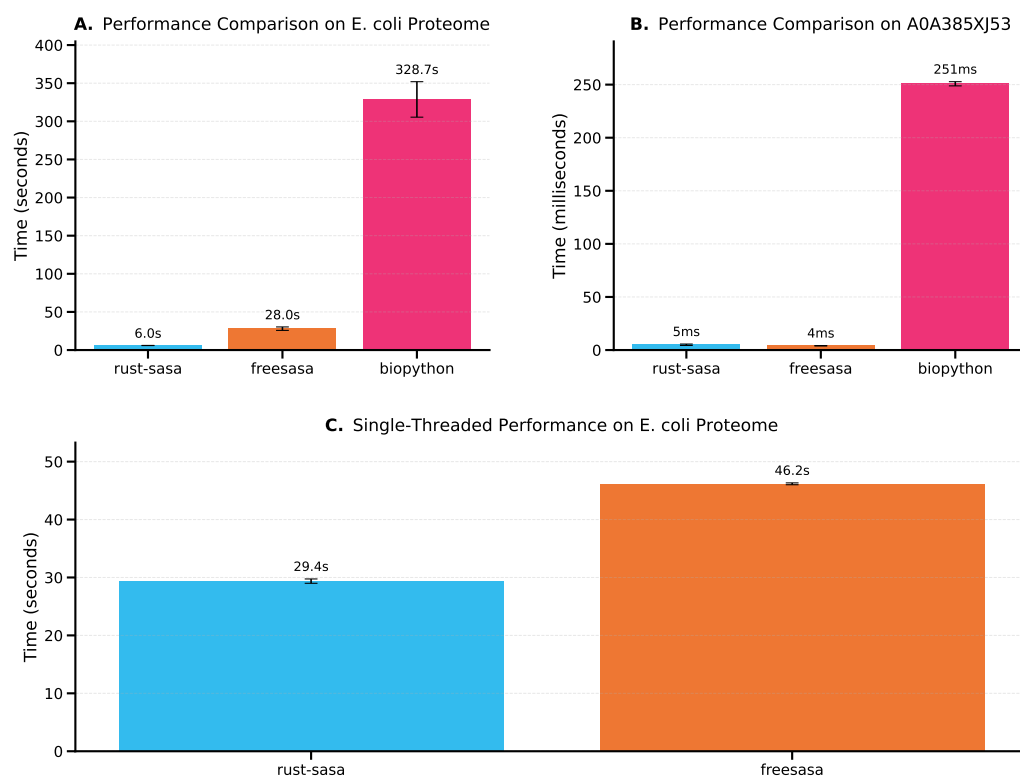 A. Performance Comparison on E. coli Proteome
Time (seconds)
400
350
300
250
200
150
100
50
0
6.0s
28.0s
328.7s
rust-sasa
freesasa
biopython
B. Performance Comparison on A0A385XJ53
Time (milliseconds)
250
200
150
100
50
0
5ms
4ms
251ms
rust-sasa
freesasa
biopython
C. Single-Threaded Performance on E. coli Proteome
Time (seconds)
50
40
30
20
10
0
29.4s
46.2s
rust-sasa
freesasa